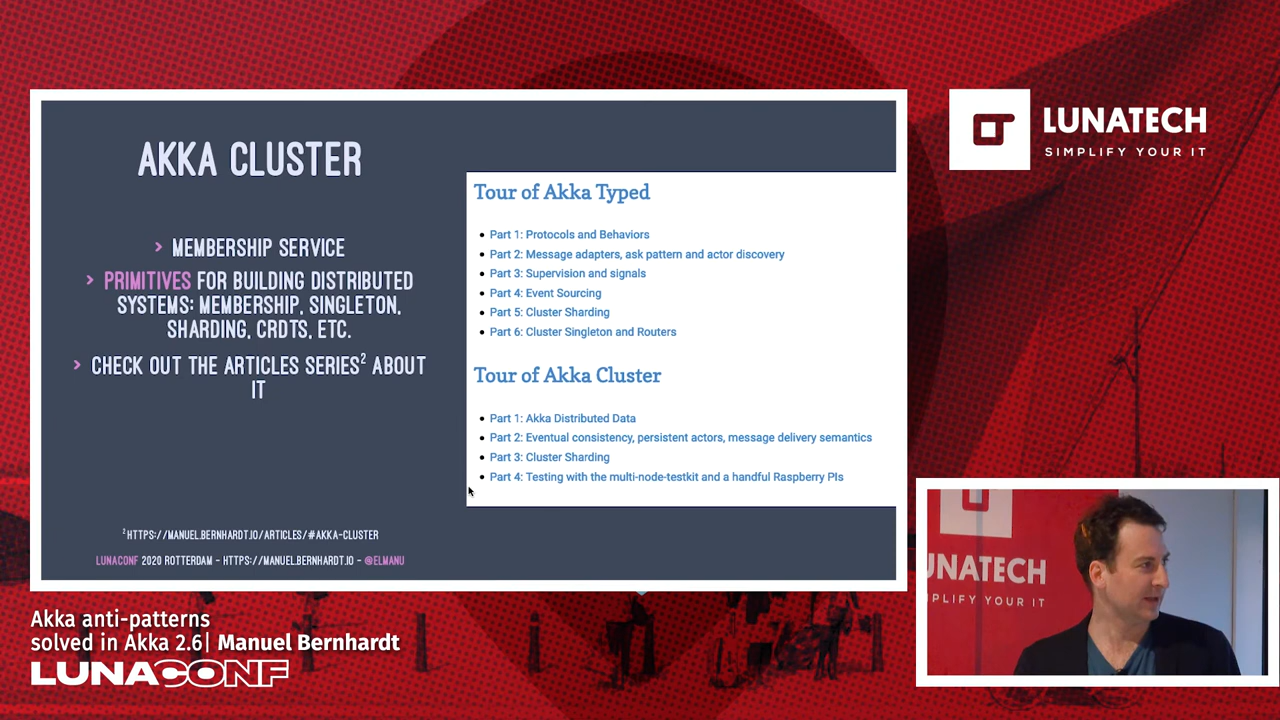 AKKA CLUSTER
> MEMBERSHIP SERVICE
> PRIMITIVES FOR BUILDING DISTRIBUTED
SYSTEMS: MEMBERSHIP, SINGLETON,
SHARDING, CRDTS, ETC.
> CHECK OUT THE ARTICLES SERIES² ABOUT
IT
² HTTPS://MANUEL.BERNHARDT.IO/ARTICLES/#AKKA-CLUSTER
LUNACONF 2020 ROTTERDAM - HTTPS://MANUEL.BERNHARDT.IO - @ELMANU
Tour of Akka Typed
• Part 1: Protocols and Behaviors
• Part 2: Message adapters, ask pattern and actor discovery
• Part 3: Supervision and signals
• Part 4: Event Sourcing
• Part 5: Cluster Sharding
• Part 6: Cluster Singleton and Routers
Tour of Akka Cluster
• Part 1: Akka Distributed Data
• Part 2: Eventual consistency, persistent actors, message delivery semantics
• Part 3: Cluster Sharding
• Part 4: Testing with the multi-node-testkit and a handful Raspberry PIs
LUNATECH
SIMPLIFY YOUR IT
UNATECH
MPLIFY YOUR IT
Akka anti-patterns
solved in Akka 2.6| Manuel Bernhardt
LUNACONF